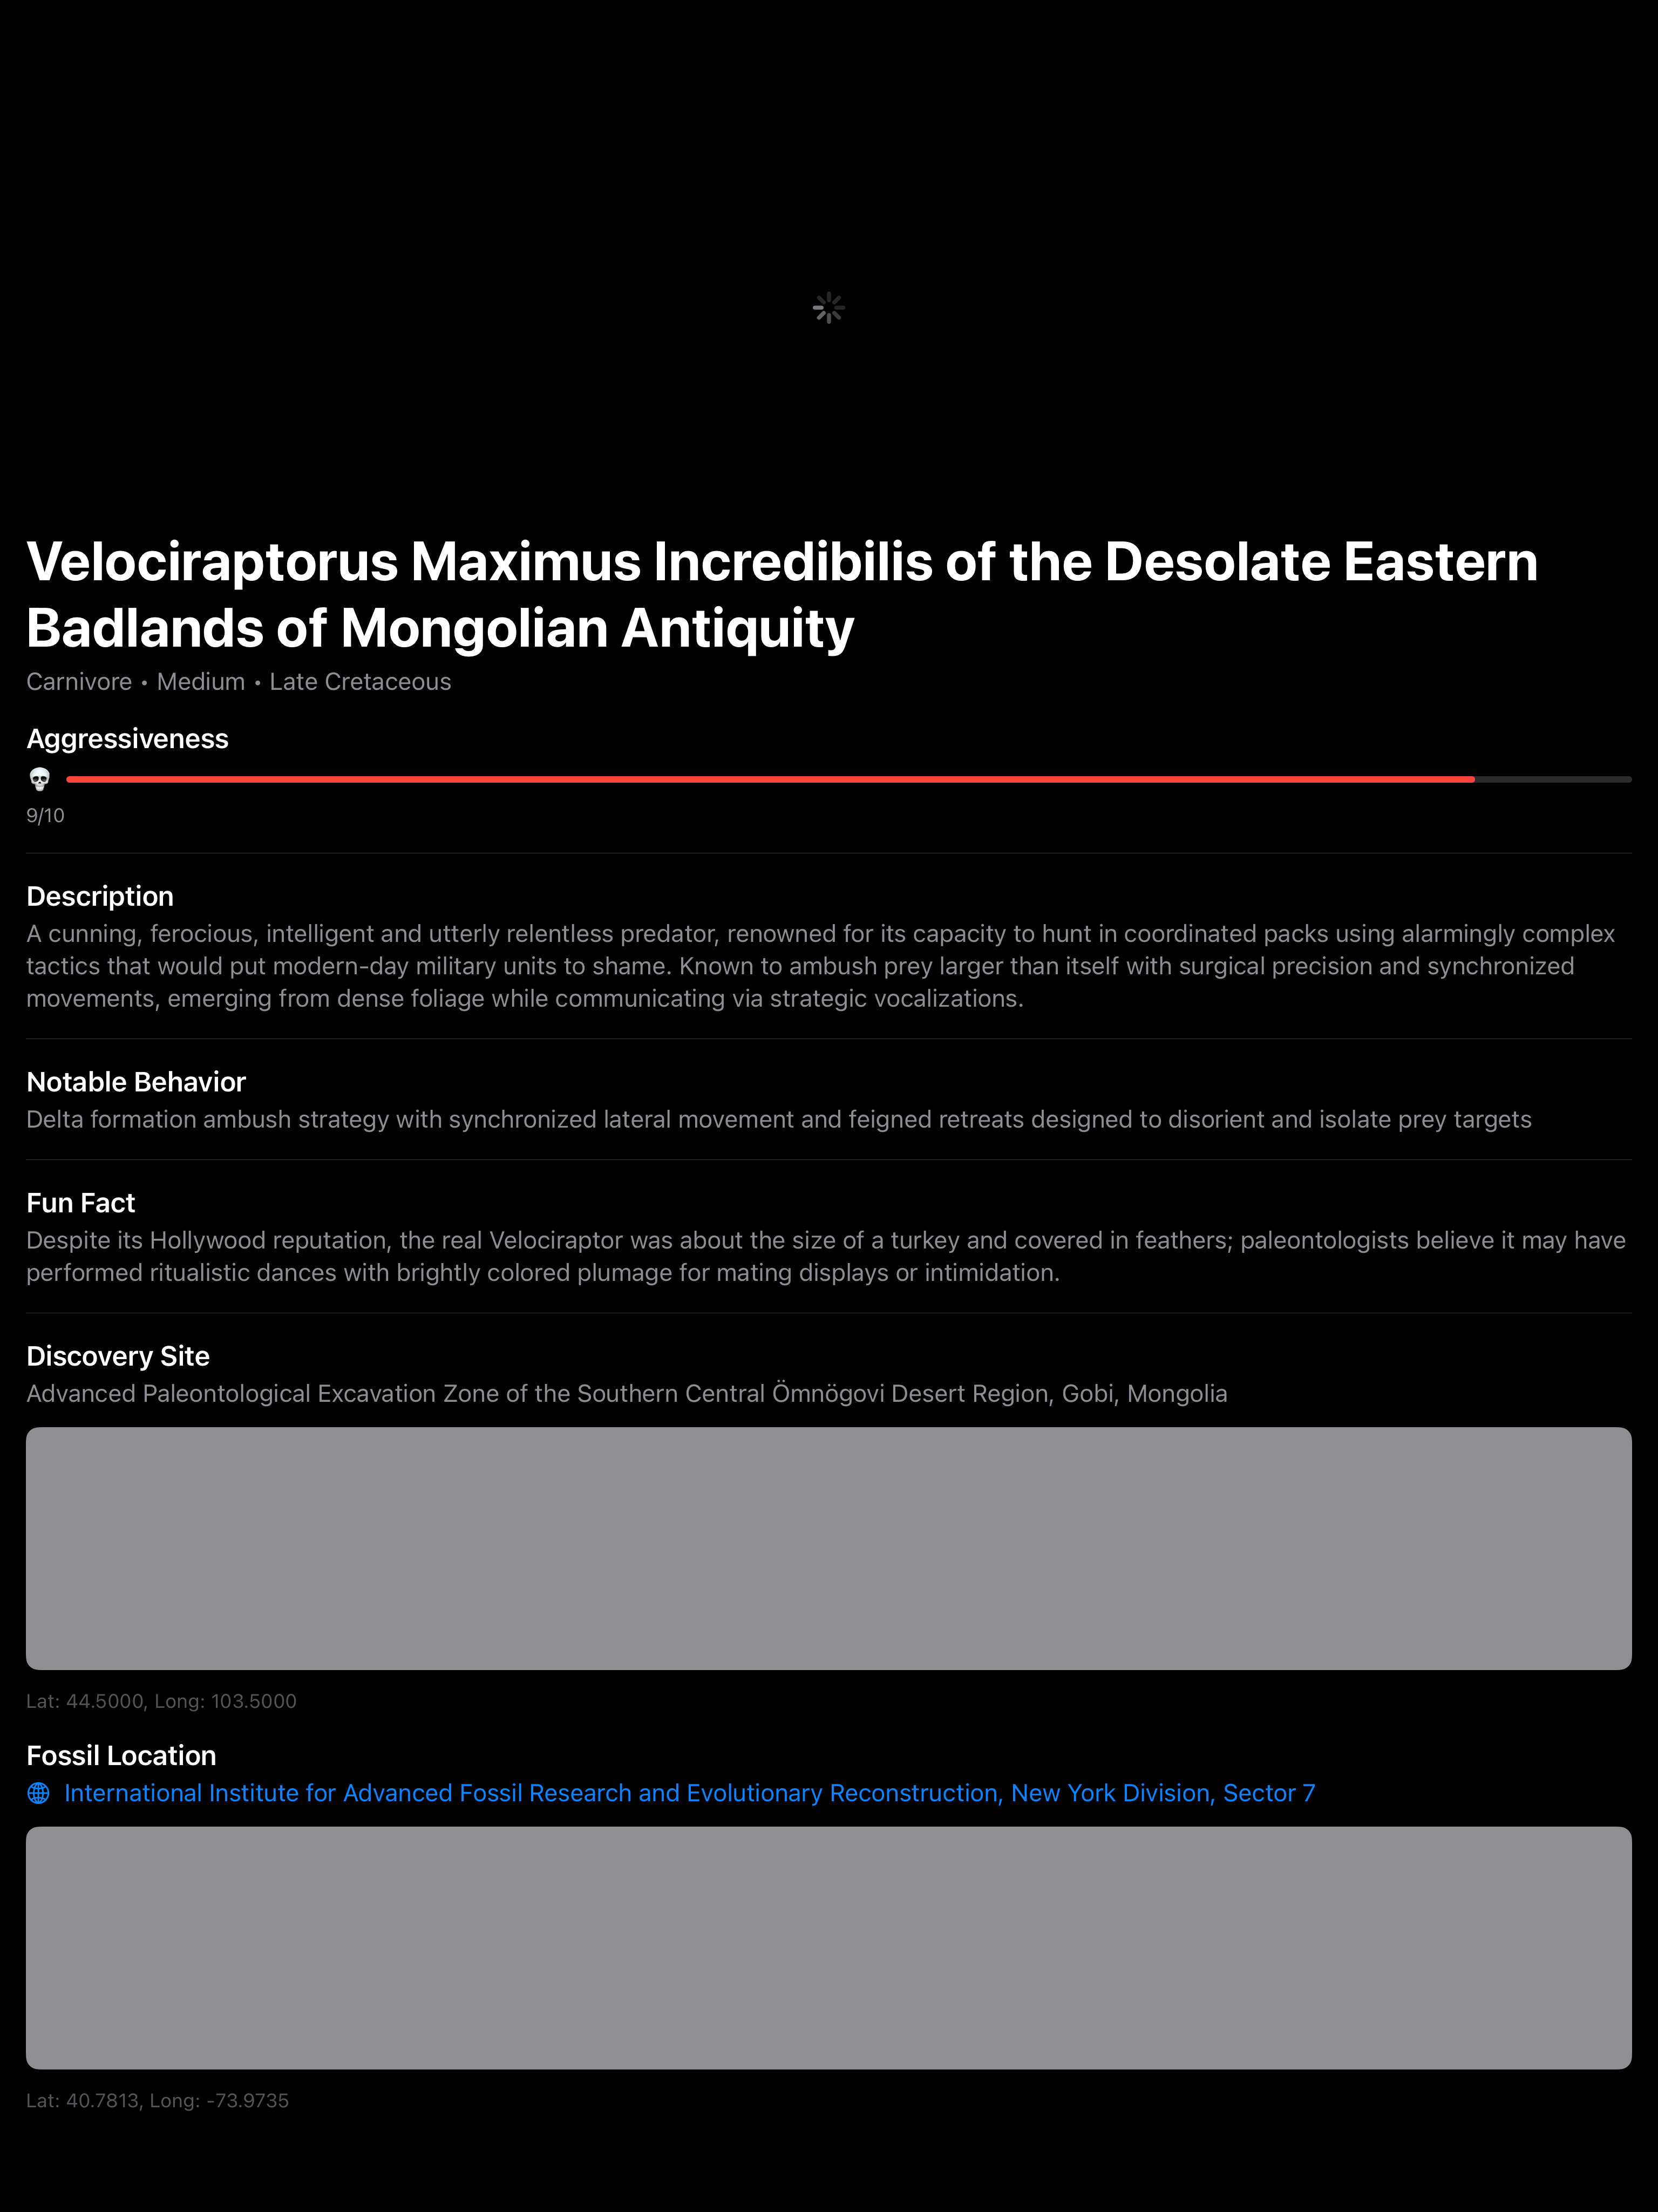 Velociraptorus Maximus Incredibilis of the Desolate Eastern
Badlands of Mongolian Antiquity
Carnivore • Medium • Late Cretaceous
Aggressiveness
9/10
Description
A cunning, ferocious, intelligent and utterly relentless predator, renowned for its capacity to hunt in coordinated packs using alarmingly complex
tactics that would put modern-day military units to shame. Known to ambush prey larger than itself with surgical precision and synchronized
movements, emerging from dense foliage while communicating via strategic vocalizations.
Notable Behavior
Delta formation ambush strategy with synchronized lateral movement and feigned retreats designed to disorient and isolate prey targets
Fun Fact
Despite its Hollywood reputation, the real Velociraptor was about the size of a turkey and covered in feathers; paleontologists believe it may have
performed ritualistic dances with brightly colored plumage for mating displays or intimidation.
Discovery Site
Advanced Paleontological Excavation Zone of the Southern Central Ömnögovi Desert Region, Gobi, Mongolia
Lat: 44.5000, Long: 103.5000
Fossil Location
International Institute for Advanced Fossil Research and Evolutionary Reconstruction, New York Division, Sector 7
Lat: 40.7813, Long: -73.9735